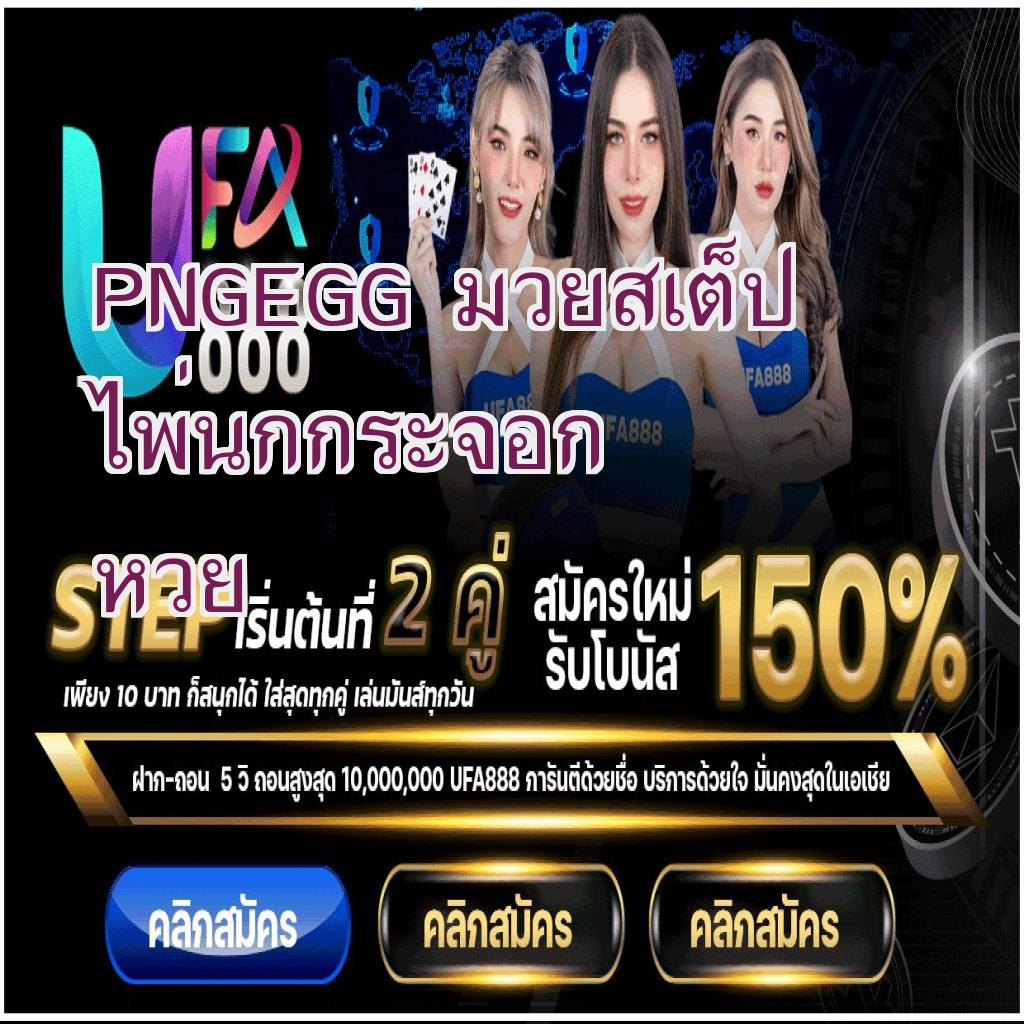 UFA
PNGEGG มวยสเต็ป
ไพ่นกกระจอก
UFA888
FA888
หวย
STEP เริ่มต้นที่ 2 คู่
สมัครใหม่
รับโบนัส
150%
เพียง 10 บาท ก็สนุกได้ ใส่สุดทุกคู่ เล่นมันส์ทุกวัน
ฝาก-ถอน 5 วิ ถอนสูงสุด 10,000,000 UFA888 การันตีด้วยชื่อ บริการด้วยใจ มั่นคงสุดในเอเชีย
คลิกสมัคร
คลิกสมัคร
คลิกสมัคร